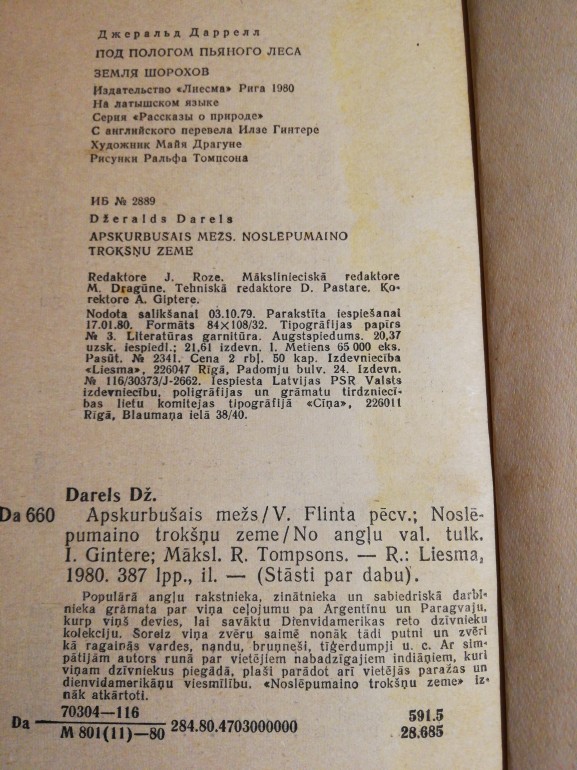 Джеральд Даррелл
ПОД ПОЛОГОМ ПЬЯНОГО ЛЕСА
ЗЕМЛЯ ШОРОХОВ
Издательство «Лиесма» Рига 1980
На латышском языке
Серия «Рассказы о природе»
С английского перевела Илзе Гинтере
Художник Майя Драгуне
Рисунки Ральфа Томпсона
ИБ № 2889
Džeralds Darels
APSKURBUŠAIS MEŽS. NOSLĒPUMAINO
TROKŠŅU ZEME
Redaktore J. Roze. Mākslinieciskā redaktore
M. Dragūne. Tehniskā redaktore D. Pastare. Ko-
rektore A. Giptere.
Nodota salikšanai 03.10.79. Parakstīta iespiešanai
17.01.80. Formāts 84×108/32. Tipogrāfijas papīrs
№ 3. Literatūras garnitūra. Augstspiedums. 20,37
uzsk. iespiedl.; 21,61 izdevn. l. Metiens 65 000 eks.
Pasūt. № 2341. Cena 2 rbļ. 50 kap. Izdevniecība
«Liesma», 226047 Rīgā, Padomju bulv. 24. Izdevn.
№ 116/30373/J-2662. Iespiesta Latvijas PSR Valsts
izdevniecību, poligrāfijas un grāmatu tirdzniecī-
bas lietu komitejas tipogrāfijā «Cīņa», 226011
Rīgā, Blaumaņa ielā 38/40.
Darels Dž.
Da 660 Apskurbušais mežs/V. Flinta pēcv.; Noslē-
pumaino trokšņu zeme/No angļu val. tulk.
I. Gintere; Māksl. R. Tompsons. — R.: Liesma,
1980. 387 lpp., il. — (Stāsti par dabu).
Populārā angļu rakstnieka, zinātnieka un sabiedriskā darbi-
nieka grāmata par viņa ceļojumu pa Argentīnu un Paragvaju,
kurp viņš devies, lai savāktu Dienvidamerikas reto dzīvnieku
kolekciju. Šoreiz viņa zvēru saimē nonāk tādi putni un zvēri
kā ragainās vardes, nandu, bruņneši, tīģerdumpji u. c. Ar sim-
pātijām autors runā par vietējiem nabadzīgajiem indiāņiem, kuri
viņam dzīvniekus piegādā, plaši parādot arī vietējās paražas un
dienvidamerikāņu viesmīlību. «Noslēpumaino trokšņu zeme» iz-
nāk atkārtoti.
Da 70304—116
M 801(11)—80 284.80.4703000000 591.5
28.685